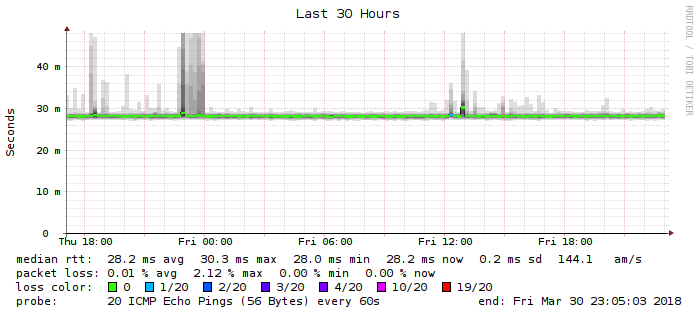 Last 30 Hours
RRDTOOL / TOBI OETIKER
Seconds
40 m
30 m
20 m
10 m
0
Thu 18:00 Fri 00:00 Fri 06:00 Fri 12:00 Fri 18:00
median rtt: 28.2 ms avg 30.3 ms max 28.0 ms min 28.2 ms now 0.2 ms sd 144.1 am/s
packet loss: 0.01 % avg 2.12 % max 0.00 % min 0.00 % now
loss color: 0 1/20 2/20 3/20 4/20 10/20 19/20
probe: 20 ICMP Echo Pings (56 Bytes) every 60s end: Fri Mar 30 23:05:03 2018